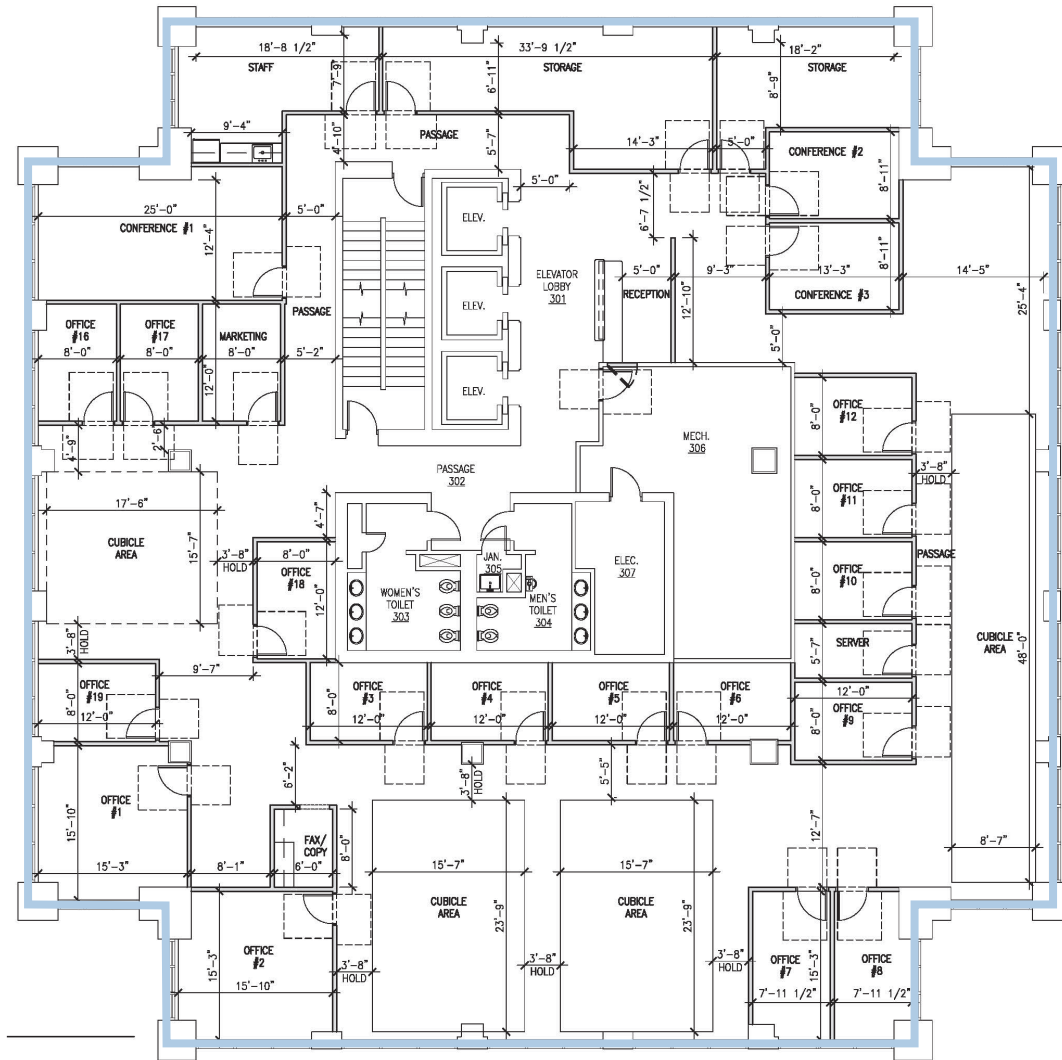 18'-8 1/2"
33'-9 1/2"
18'-2"
STAFF
STORAGE
STORAGE
7'-9"
6'-11"
8'-9"
9'-4"
4'-10"
PASSAGE
5'-7"
14'-3"
5'-0"
CONFERENCE #2
8'-11"
25'-0"
5'-0"
ELEV.
5'-0"
6'-7 1/2"
CONFERENCE #1
12'-4"
8'-11"
ELEV.
ELEVATOR
LOBBY
301
5'-0"
9'-3"
13'-3"
14'-5"
RECEPTION
CONFERENCE #3
25'-4"
12'-10"
PASSAGE
OFFICE
#16
OFFICE
#17
MARKETING
8'-0"
8'-0"
8'-0"
5'-2"
5'-0"
12'-0"
ELEV.
OFFICE
#12
8'-0"
4'-9"
2'-6"
MECH.
306
PASSAGE
302
3'-8"
HOLD
17'-6"
OFFICE
#11
8'-0"
4'-7"
15'-7"
CUBICLE
AREA
3'-8"
HOLD
8'-0"
OFFICE
#18
12'-0"
JAN.
305
ELEC.
307
OFFICE
#10
8'-0"
PASSAGE
WOMEN'S
TOILET
303
MEN'S
TOILET
304
3'-8"
HOLD
SERVER
5'-7"
CUBICLE
AREA
48'-0"
9'-7"
OFFICE
#19
8'-0"
12'-0"
OFFICE
#3
OFFICE
#4
OFFICE
#5
OFFICE
#6
8'-0"
12'-0"
12'-0"
12'-0"
12'-0"
12'-0"
OFFICE
#9
8'-0"
6'-2"
3'-8"
HOLD
5'-5"
OFFICE
#1
15'-10"
15'-3"
8'-1"
FAX/
COPY
6'-0"
8'-0"
15'-7"
15'-7"
12'-7"
8'-7"
CUBICLE
AREA
23'-9"
CUBICLE
AREA
23'-9"
OFFICE
#2
15'-3"
15'-10"
3'-8"
HOLD
3'-8"
HOLD
3'-8"
HOLD
OFFICE
#7
15'-3"
OFFICE
#8
7'-11 1/2"
7'-11 1/2"